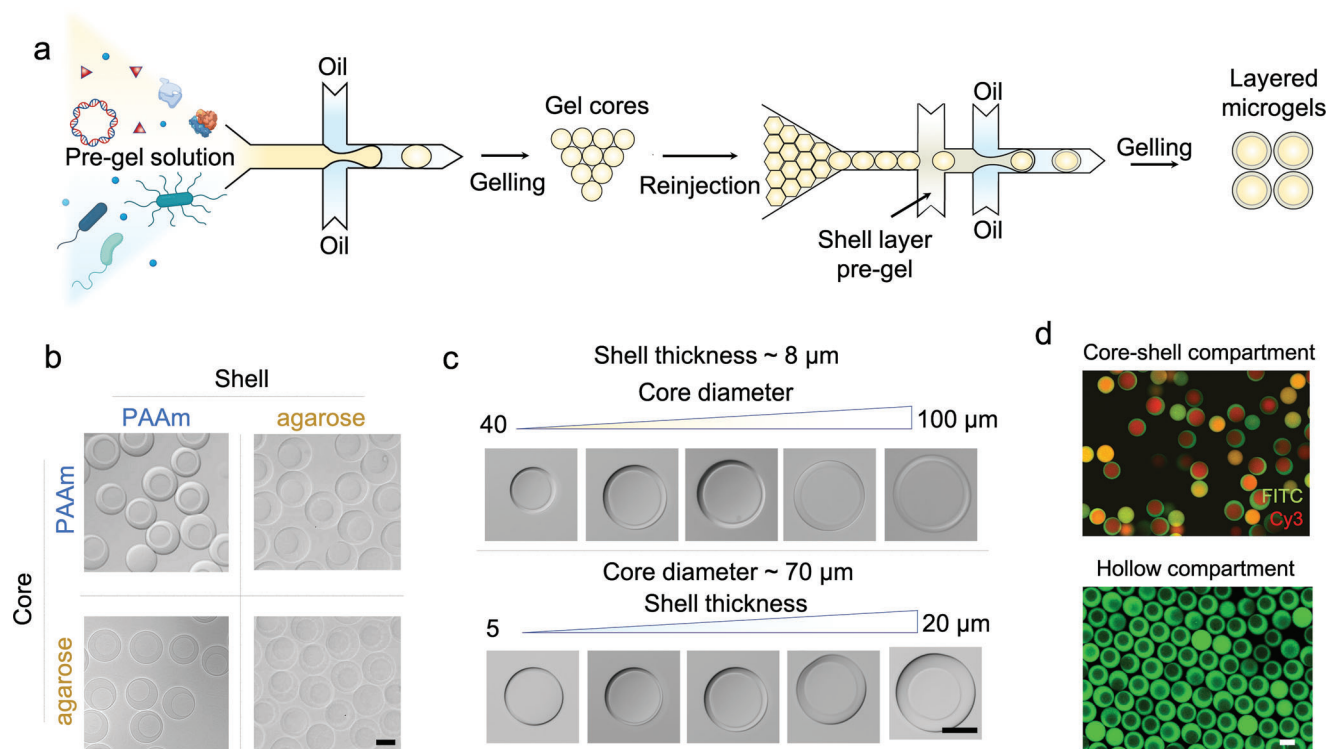 a
Oil
Oil
Pre-gel solution
Gelling
Gel cores
Reinjection
Oil
Oil
Shell layer
pre-gel
Gelling
Layered
microgels
b
Shell
PAAm
agarose
Core
PAAm
agarose
c
Shell thickness ~ 8 µm
Core diameter
40
100 µm
Core diameter ~ 70 µm
Shell thickness
5
20 µm
d
Core-shell compartment
FITC
Cy3
Hollow compartment